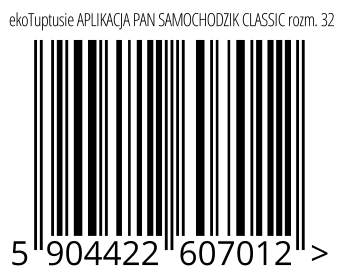 ekoTuptusie APLIKACJA PAN SAMOCHODZIK CLASSIC rozm. 32
5 904422 607012 >